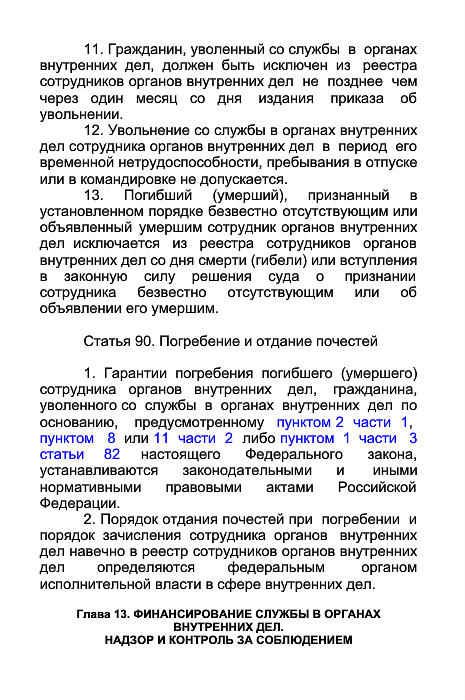 11. Гражданин, уволенный со службы в органах
внутренних дел, должен быть исключен из реестра
сотрудников органов внутренних дел не позднее чем
через один месяц со дня издания приказа об
увольнении.
12. Увольнение со службы в органах внутренних
дел сотрудника органов внутренних дел в период его
временной нетрудоспособности, пребывания в отпуске
или в командировке не допускается.
13. Погибший (умерший), признанный в
установленном порядке безвестно отсутствующим или
объявленный умершим сотрудник органов внутренних
дел исключается из реестра сотрудников органов
внутренних дел со дня смерти (гибели) или вступления
в законную силу решения суда о признании
сотрудника безвестно отсутствующим или об
объявлении его умершим.
Статья 90. Погребение и отдание почестей
1. Гарантии погребения погибшего (умершего)
сотрудника органов внутренних дел, гражданина,
уволенного со службы в органах внутренних дел по
основанию, предусмотренному пунктом 2 части 1,
пунктом 8 или 11 части 2 либо пунктом 1 части 3
статьи 82 настоящего Федерального закона,
устанавливаются законодательными и иными
нормативными правовыми актами Российской
Федерации.
2. Порядок отдания почестей при погребении и
порядок зачисления сотрудника органов внутренних
дел навечно в реестр сотрудников органов внутренних
дел определяются федеральным органом
исполнительной власти в сфере внутренних дел.
Глава 13. ФИНАНСИРОВАНИЕ СЛУЖБЫ В ОРГАНАХ
ВНУТРЕННИХ ДЕЛ.
НАДЗОР И КОНТРОЛЬ ЗА СОБЛЮДЕНИЕМ